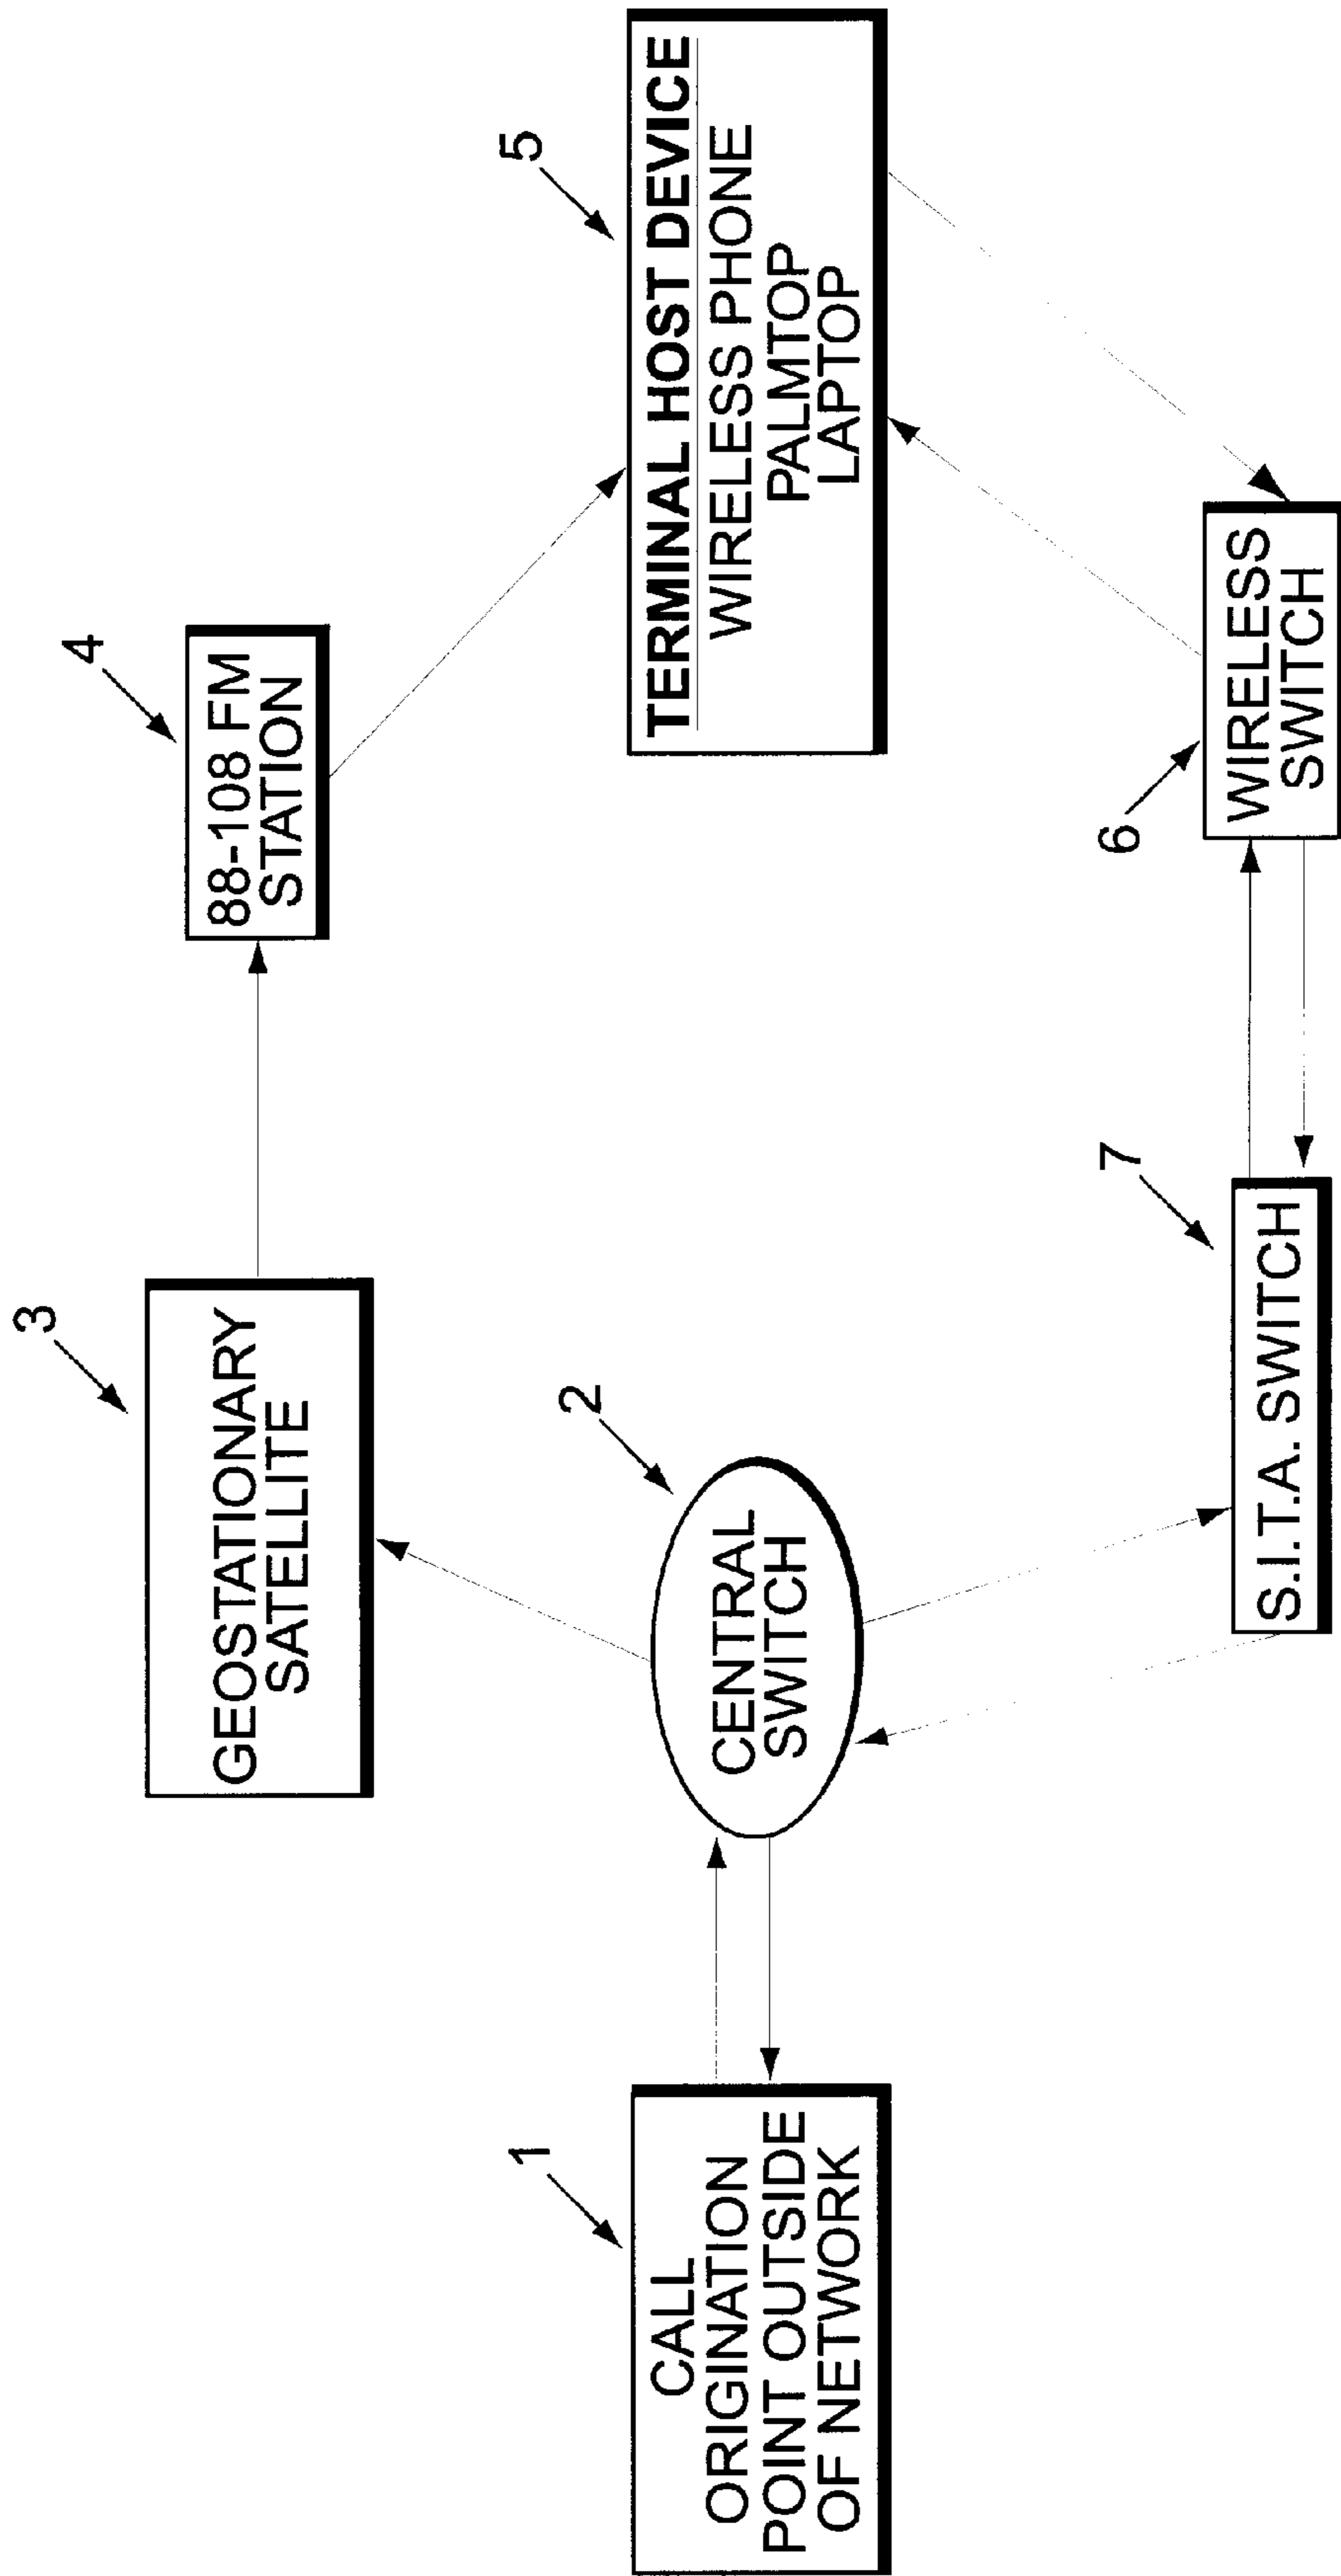 1
CALL
ORIGINATION
POINT OUTSIDE
OF NETWORK
2
CENTRAL
SWITCH
3
GEOSTATIONARY
SATELLITE
4
88-108 FM
STATION
5
TERMINAL HOST DEVICE
WIRELESS PHONE
PALMTOP
LAPTOP
6
WIRELESS
SWITCH
7
S.I.T.A. SWITCH